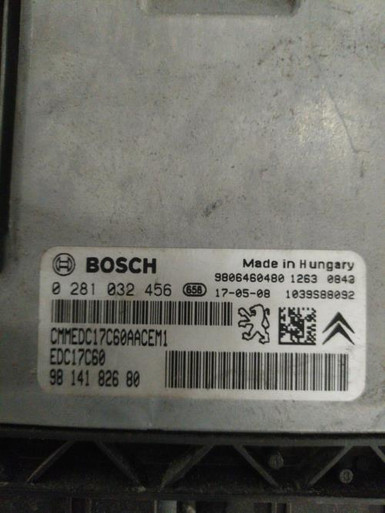 BOSCH
Made in Hungary
9806460480 1263 0843
0 281 032 456 658 17-05-08 1039S88092
CMMEDC17C60AACEM1
EDC17C60
98 141 826 80